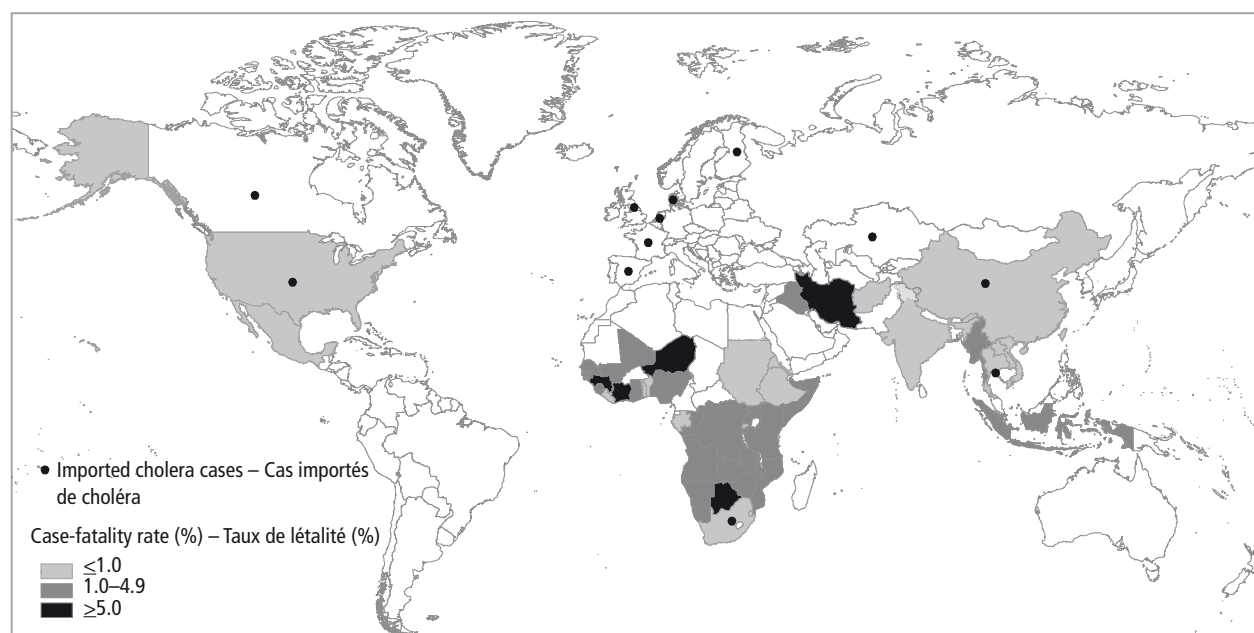 Imported cholera cases – Cas importés
de choléra
Case-fatality rate (%) – Taux de létalité (%)
≤1.0
1.0–4.9
≥5.0